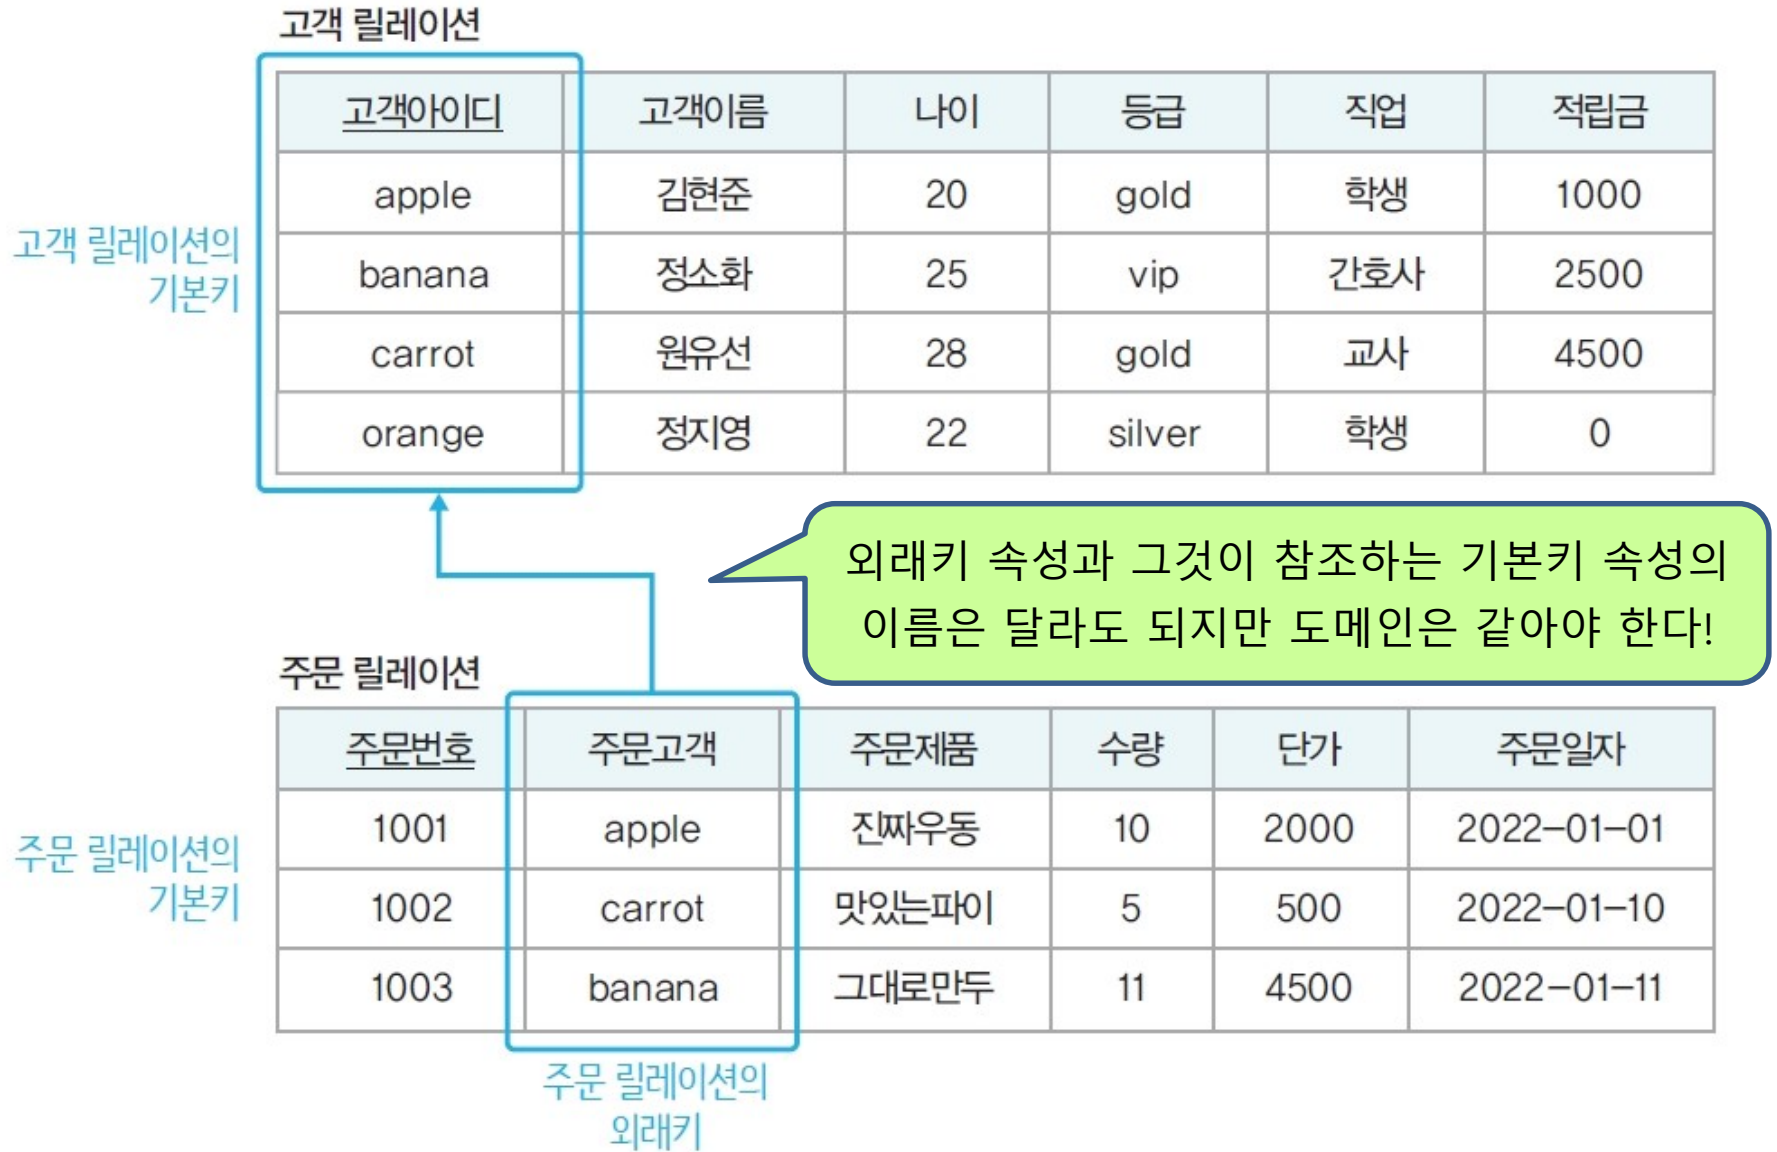 고객 릴레이션
고객아이디 고객이름 나이 등급 직업 적립금
apple 김현준 20 gold 학생 1000
banana 정소화 25 vip 간호사 2500
carrot 원유선 28 gold 교사 4500
orange 정지영 22 silver 학생 0
고객 릴레이션의
기본키
외래키 속성과 그것이 참조하는 기본키 속성의
이름은 달라도 되지만 도메인은 같아야 한다!
주문 릴레이션
주문번호 주문고객 주문제품 수량 단가 주문일자
1001 apple 진짜우동 10 2000 2022-01-01
1002 carrot 맛있는파이 5 500 2022-01-10
1003 banana 그대로만두 11 4500 2022-01-11
주문 릴레이션의
기본키
주문 릴레이션의
외래키